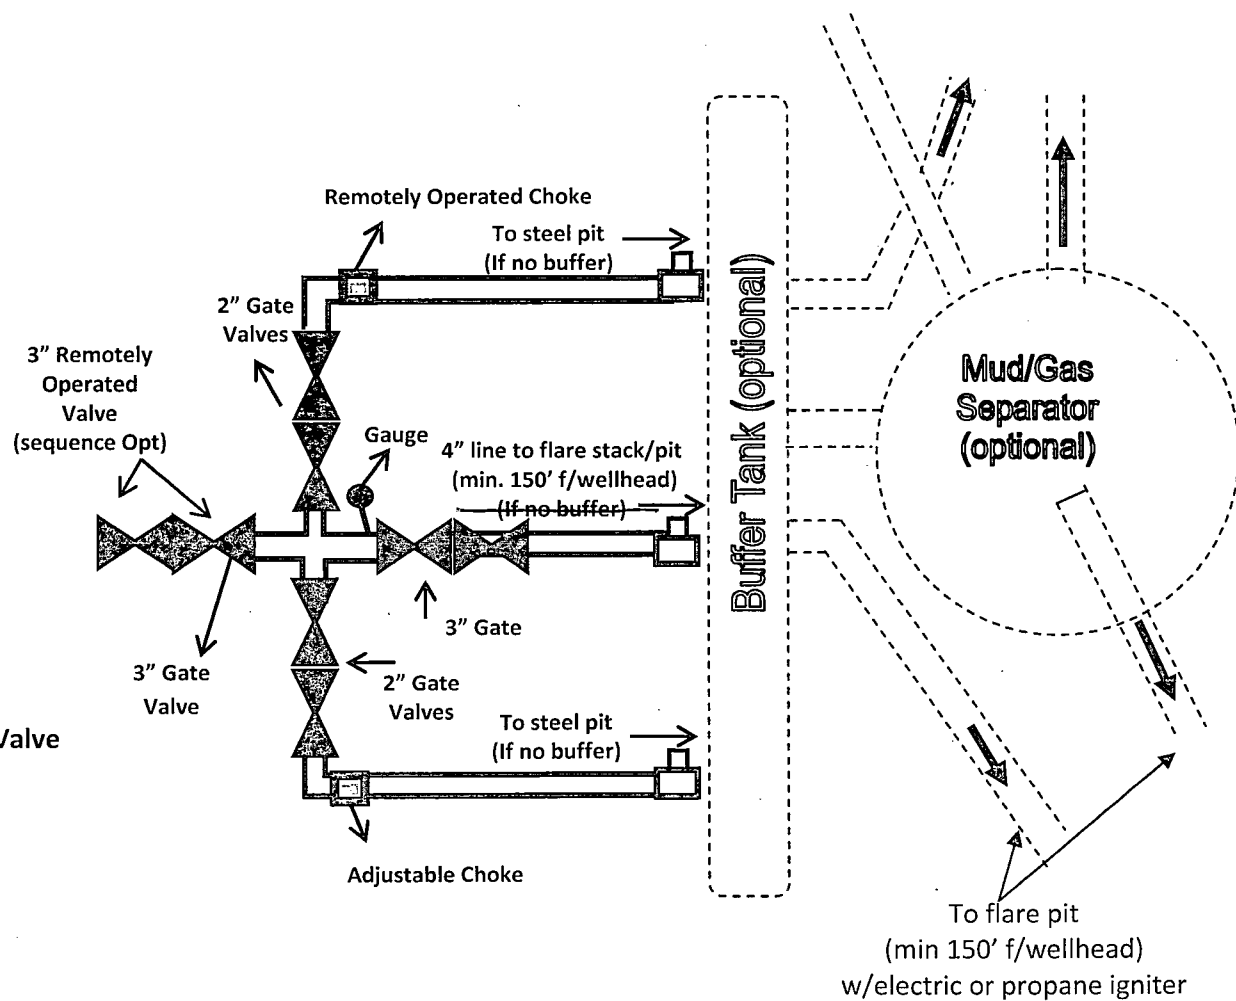 Remotely Operated Choke
To steel pit
(If no buffer)
2” Gate
Valves
3” Remotely
Operated
Valve
(sequence Opt)
Gauge
4” line to flare stack/pit
(min. 150’ f/wellhead)
(If no buffer)
Buffer Tank (optional)
Mud/Gas
Separator
(optional)
3” Gate
3” Gate
Valve
2” Gate
Valves
Valve
To steel pit
(If no buffer)
Adjustable Choke
To flare pit
(min 150’ f/wellhead)
w/electric or propane igniter